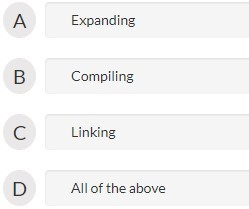 A Expanding
B Compiling
C Linking
D All of the above